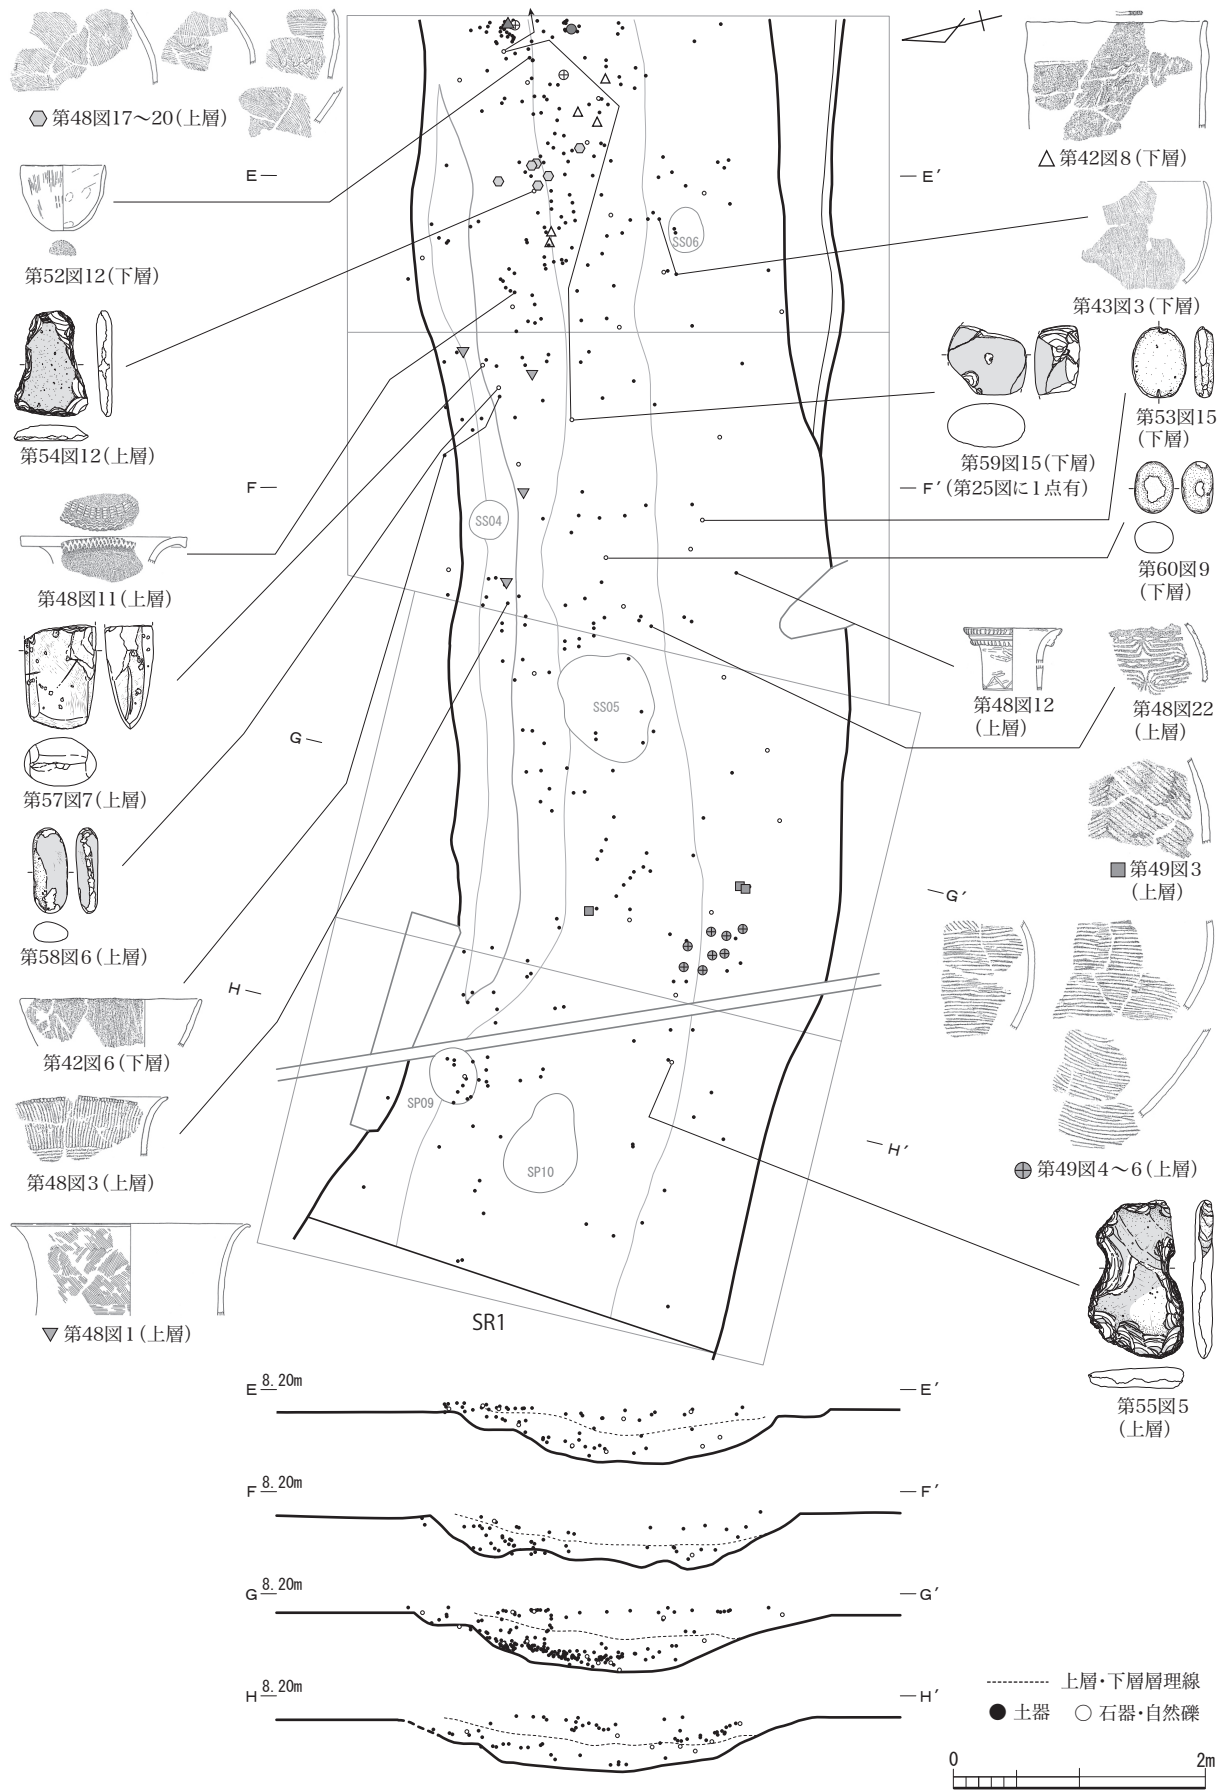 第48図17～20(上層)
第52図12(下層)
第54図12(上層)
第48図11(上層)
第57図7(上層)
第58図6(上層)
第42図6(下層)
第48図3(上層)
第48図1(上層)
E
F
G
H
SS06
SS04
SS05
SP09
SP10
SR1
E′
F′(第25図に1点有)
G′
H′
第42図8(下層)
第43図3(下層)
第59図15(下層)
第53図15
(下層)
第60図9
(下層)
第48図12
(上層)
第48図22
(上層)
第49図3
(上層)
第49図4～6(上層)
第55図5
(上層)
E 8.20m E′
F 8.20m F′
G 8.20m G′
H 8.20m H′
上層・下層層理線
土器 石器・自然礫
0 2m